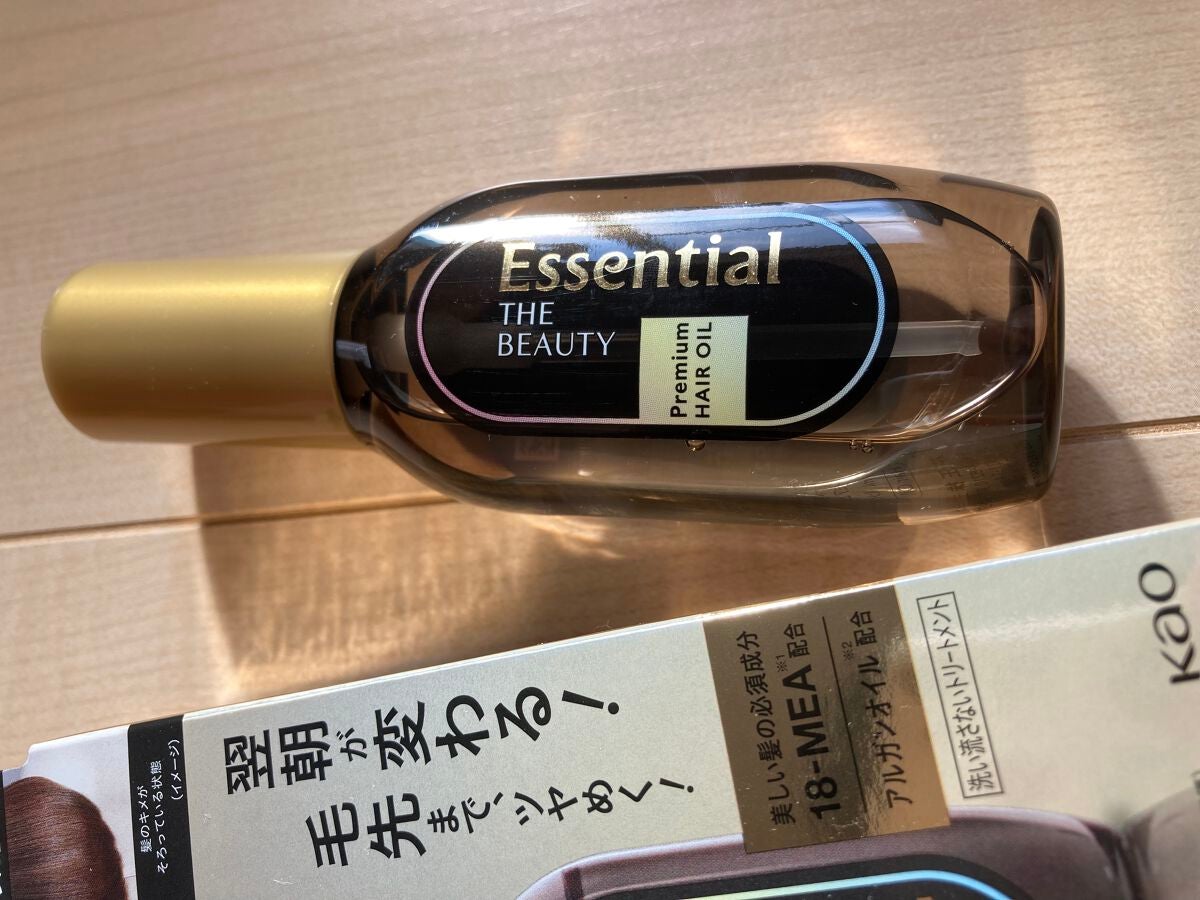 Essential
THE
BEAUTY
Premium
HAIR OIL
髪のキメが
そろっている状態
(イメージ)
翌朝が変わる!
毛先まで、ツヤめく!
美しい髪の必須成分
18-MEA※1配合
アルガンオイル※2配合
洗い流さないトリートメント
Kao